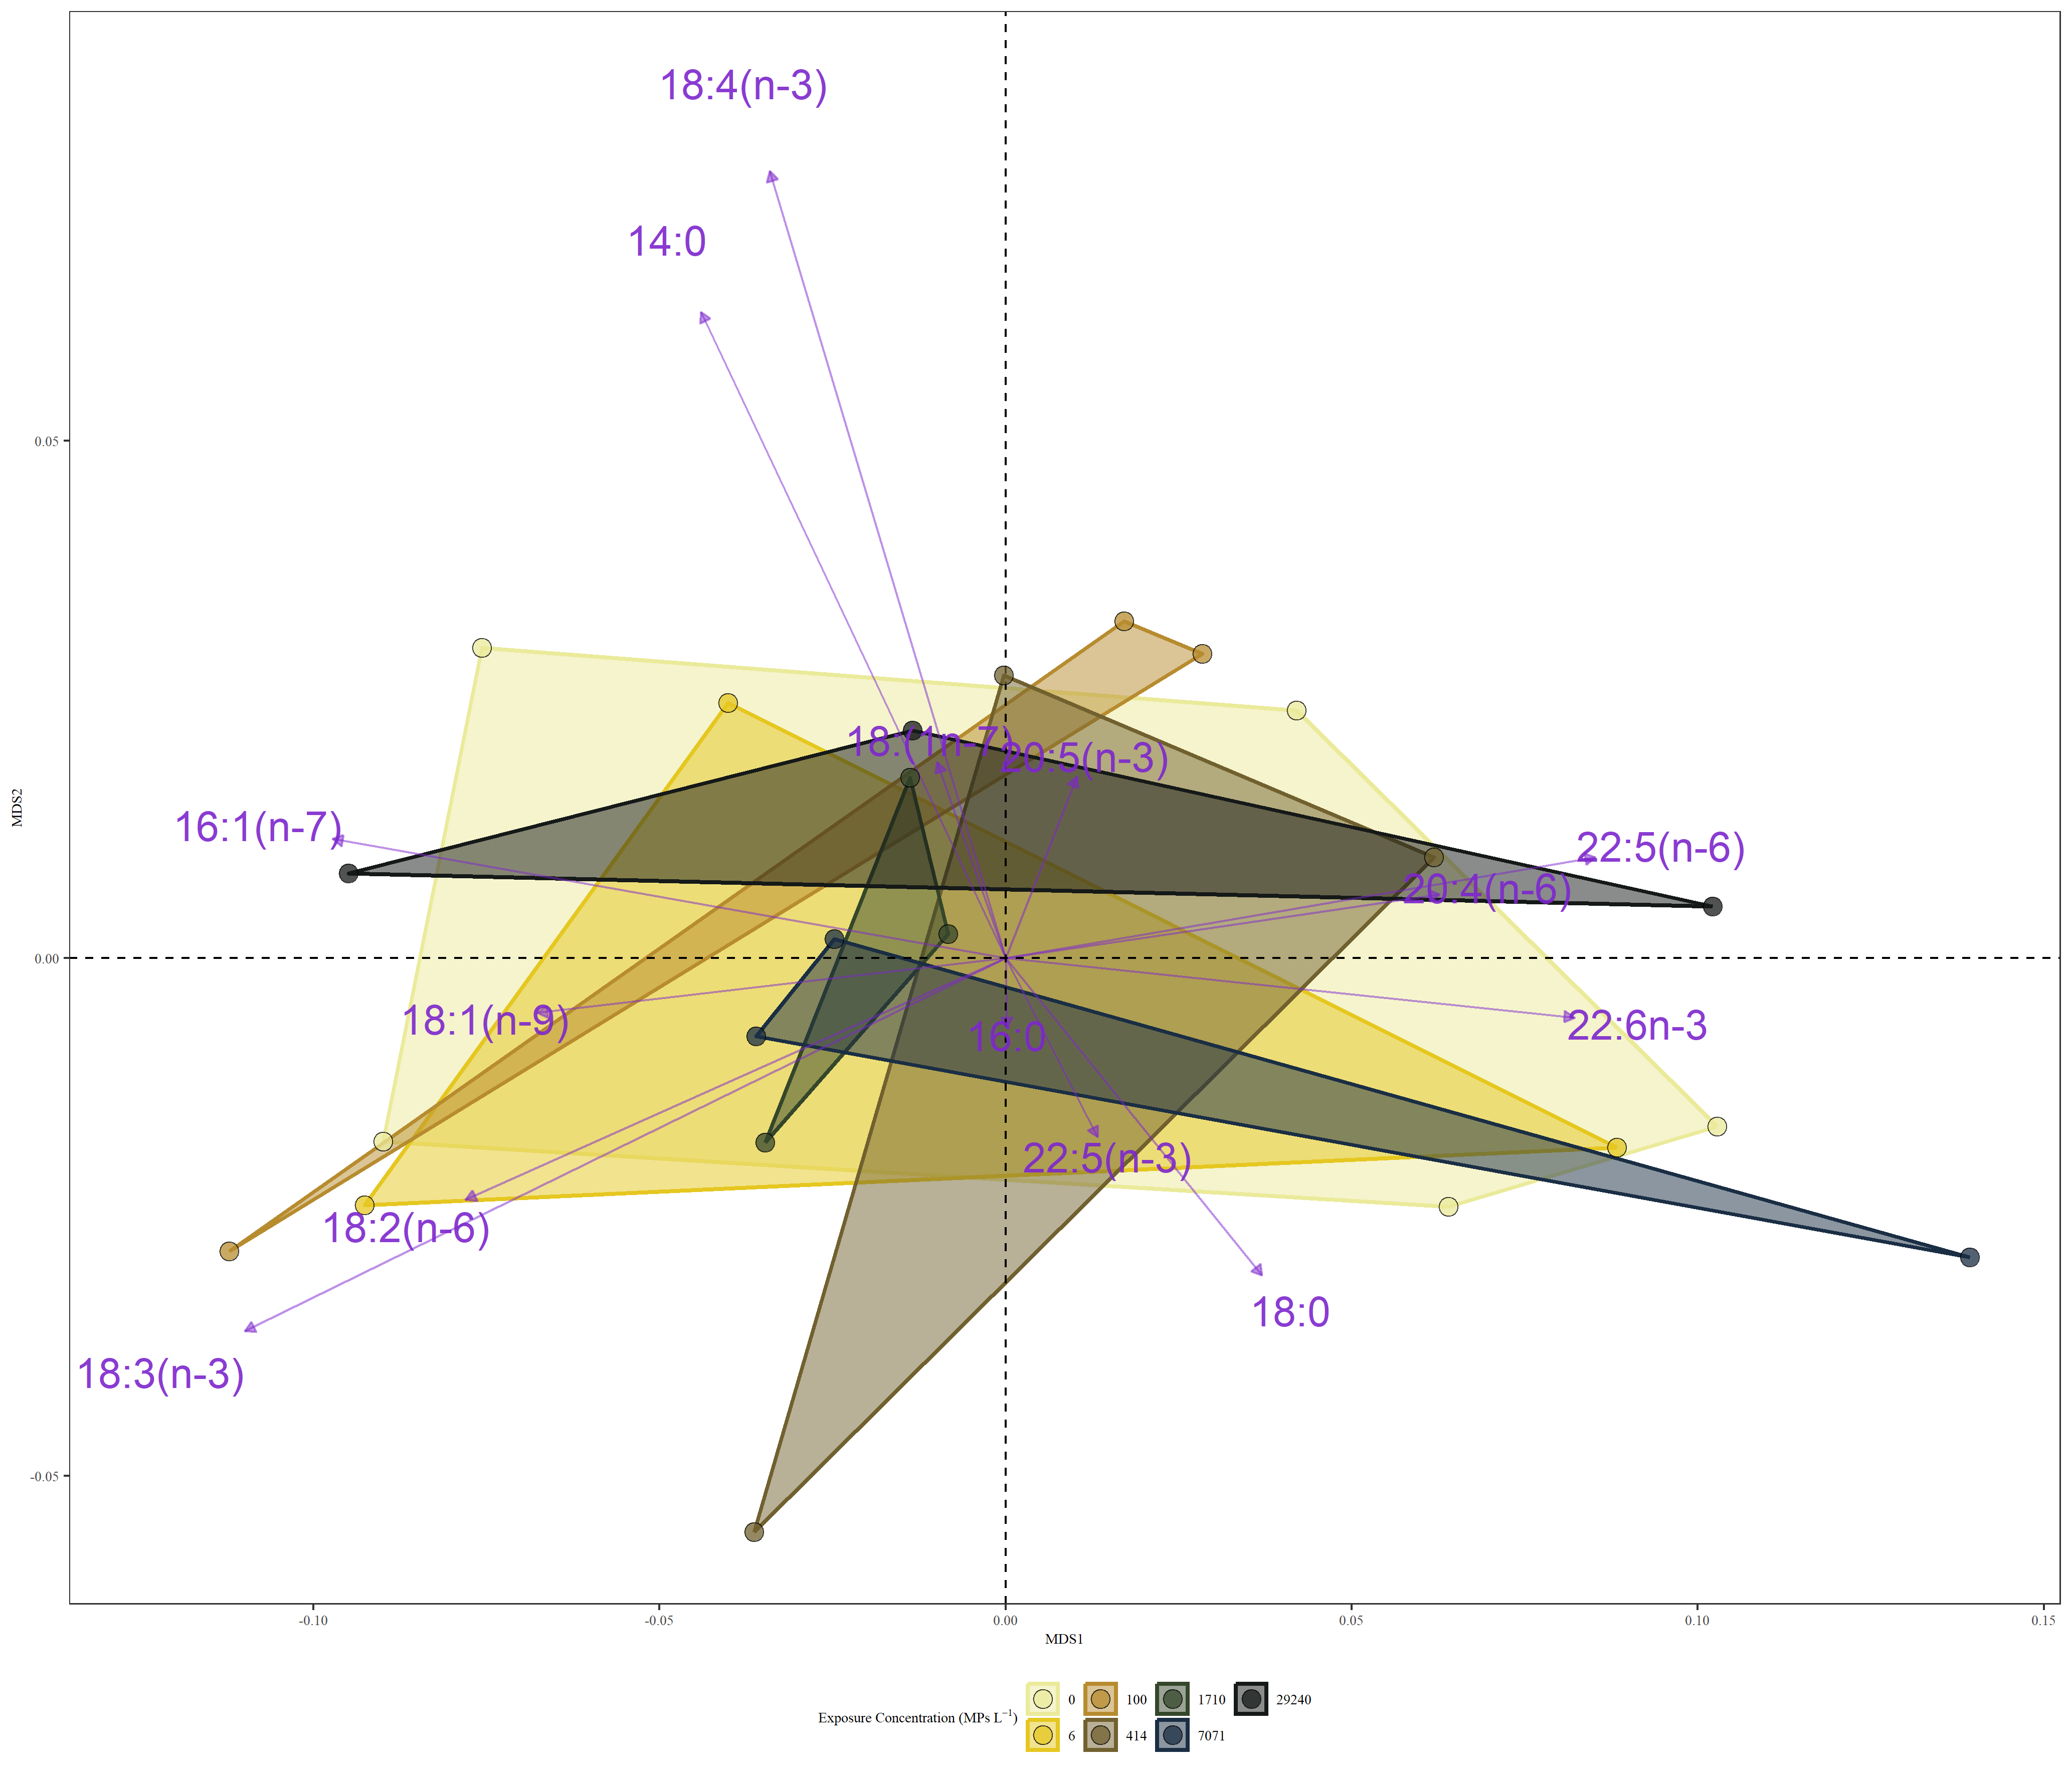 18:4(n-3)
14:0
18:(1n-7)
20:5(n-3)
16:1(n-7)
22:5(n-6)
20:4(n-6)
18:1(n-9)
16:0
22:6n-3
22:5(n-3)
18:2(n-6)
18:0
18:3(n-3)
0.05
0.00
-0.05
MDS2
-0.10 -0.05 0.00 0.05 0.10 0.15
MDS1
Exposure Concentration (MPs L⁻¹)
0 100 1710 29240
6 414 7071